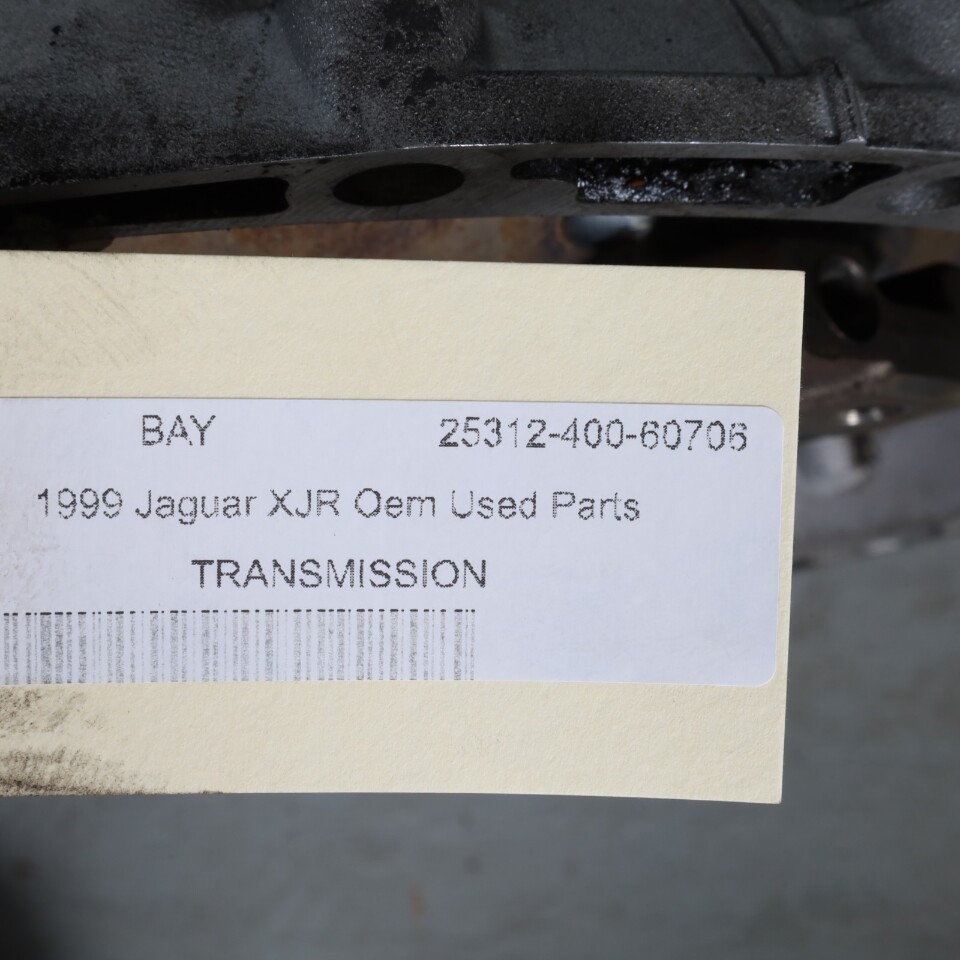 BAY 25312-400-60706
1999 Jaguar XJR Oem Used Parts
TRANSMISSION